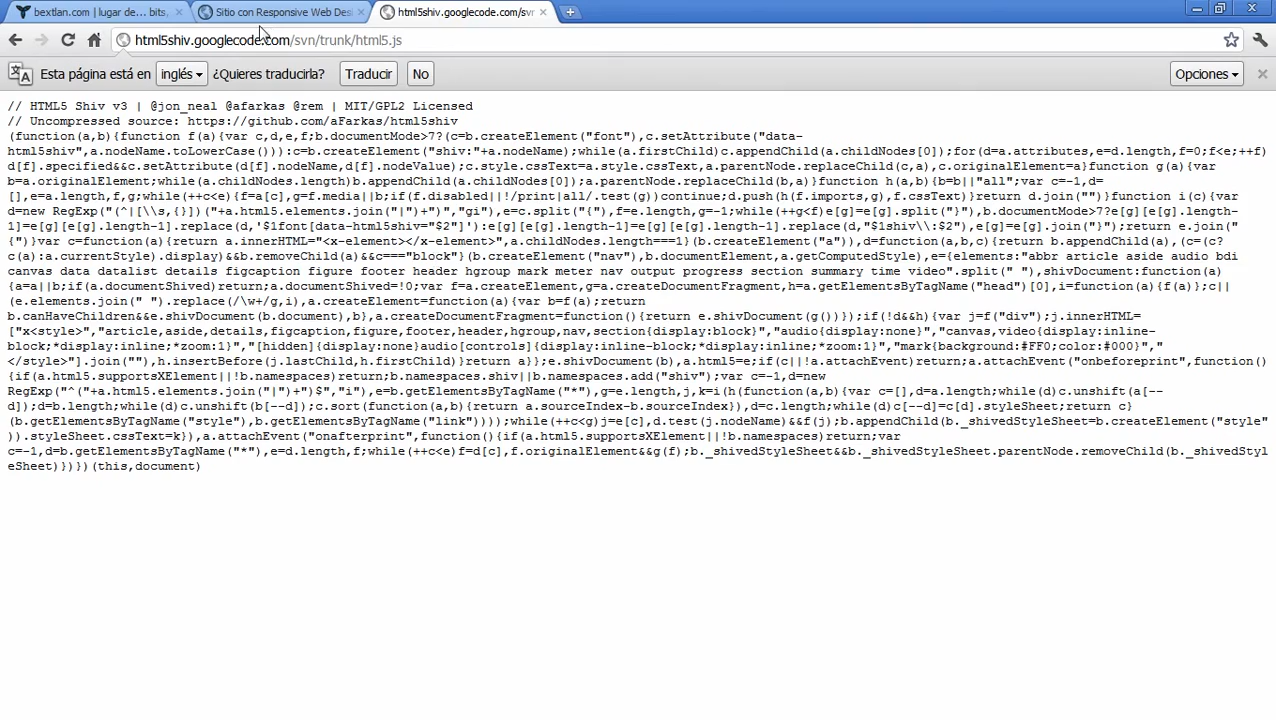 bextlan.com | lugar de... bits,
Sitio con Responsive Web Des
html5shiv.googlecode.com/svn
html5shiv.googlecode.com/svn/trunk/html5.js
Esta página está en inglés ¿Quieres traducirla? Traducir No Opciones
// HTML5 Shiv v3 | @jon_neal @afarkas @rem | MIT/GPL2 Licensed
// Uncompressed source: https://github.com/aFarkas/html5shiv
(function(a,b){function f(a){var c,d,e,f;b.documentMode>7?(c=b.createElement("font"),c.setAttribute("data-
html5shiv",a.nodeName.toLowerCase())):c=b.createElement("shiv:"+a.nodeName);while(a.firstChild)c.appendChild(a.childNodes[0]);for(d=a.attributes,e=d.length,f=0;f<e;++f)
d[f].specified&&c.setAttribute(d[f].nodeName,d[f].nodeValue);c.style.cssText=a.style.cssText,a.parentNode.replaceChild(c,a),c.originalElement=a}function g(a){var
b=a.originalElement;while(a.childNodes.length)b.appendChild(a.childNodes[0]);a.parentNode.replaceChild(b,a)}function h(a,b){b=b||"all";var c=-1,d=
[],e=a.length,f,g;while(++c<e){f=a[c],g=f.media||b;if(f.disabled||!/print|all/.test(g))continue;d.push(h(f.imports,g),f.cssText)}return d.join("")}function i(c){var
d=new RegExp("(^|[\\s,{}])("+a.html5.elements.join("|")+")","gi"),e=c.split("{"),f=e.length,g=-1;while(++g<f)e[g]=e[g].split("}"),b.documentMode>7?e[g][e[g].length-
1]=e[g][e[g].length-1].replace(d,'$1font[data-html5shiv="$2"]'):e[g][e[g].length-1]=e[g][e[g].length-1].replace(d,"$1shiv\\:$2"),e[g]=e[g].join("}");return e.join("
{")}var c=function(a){return a.innerHTML="<x-element></x-element>",a.childNodes.length===1}(b.createElement("a")),d=function(a,b,c){return b.appendChild(a),(c=(c?
c(a):a.currentStyle).display)&&b.removeChild(a)&&c==="block"}(b.createElement("nav"),b.documentElement,a.getComputedStyle),e={elements:"abbr article aside audio bdi
canvas data datalist details figcaption figure footer header hgroup mark meter nav output progress section summary time video".split(" "),shivDocument:function(a)
{a=a||b;if(a.documentShived)return;a.documentShived=!0;var f=a.createElement,g=a.createDocumentFragment,h=a.getElementsByTagName("head")[0],i=function(a){f(a)};c||
(e.elements.join(" ").replace(/\w+/g,i),a.createElement=function(a){var b=f(a);return
b.canHaveChildren&&e.shivDocument(b.document),b},a.createDocumentFragment=function(){return e.shivDocument(g())});if(!d&&h){var j=f("div");j.innerHTML=
["x<style>","article,aside,details,figcaption,figure,footer,header,hgroup,nav,section{display:block}","audio{display:none}","canvas,video{display:inline-
block;*display:inline;*zoom:1}","[hidden]{display:none}audio[controls]{display:inline-block;*display:inline;*zoom:1}","mark{background:#FF0;color:#000}","
</style>"].join(""),h.insertBefore(j.lastChild,h.firstChild)}return a}};e.shivDocument(b),a.html5=e;if(c||!a.attachEvent)return;a.attachEvent("onbeforeprint",function()
{if(a.html5.supportsXElement||!b.namespaces)return;b.namespaces.shiv||b.namespaces.add("shiv");var c=-1,d=new
RegExp("^("+a.html5.elements.join("|")+")$","i"),e=b.getElementsByTagName("*"),g=e.length,j,k=i(h(function(a,b){var c=[],d=a.length;while(d)c.unshift(a[--
d]);d=b.length;while(d)c.unshift(b[--d]);c.sort(function(a,b){return a.sourceIndex-b.sourceIndex}),d=c.length;while(d)c[--d]=c[d].styleSheet;return c}
(b.getElementsByTagName("style"),b.getElementsByTagName("link"))));while(++c<g)j=e[c],d.test(j.nodeName)&&f(j);b.appendChild(b._shivedStyleSheet=b.createElement("style"
)).styleSheet.cssText=k}),a.attachEvent("onafterprint",function(){if(a.html5.supportsXElement||!b.namespaces)return;var
c=-1,d=b.getElementsByTagName("*"),e=d.length,f;while(++c<e)f=d[c],f.originalElement&&g(f);b._shivedStyleSheet&&b._shivedStyleSheet.parentNode.removeChild(b._shivedStyl
eSheet)})})(this,document)